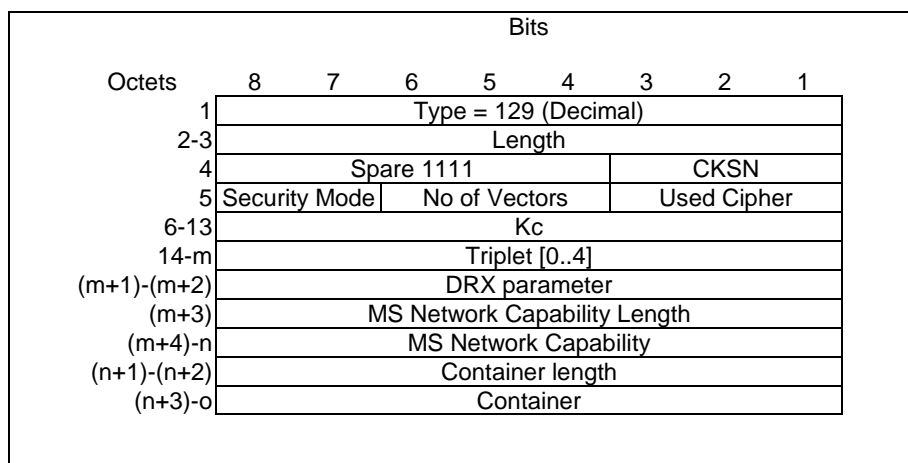 Bits
Octets 8 7 6 5 4 3 2 1
1 Type = 129 (Decimal)
2-3 Length
4 Spare 1111 CKSN
5 Security Mode No of Vectors Used Cipher
6-13 Kc
14-m Triplet [0..4]
(m+1)-(m+2) DRX parameter
(m+3) MS Network Capability Length
(m+4)-n MS Network Capability
(n+1)-(n+2) Container length
(n+3)-o Container